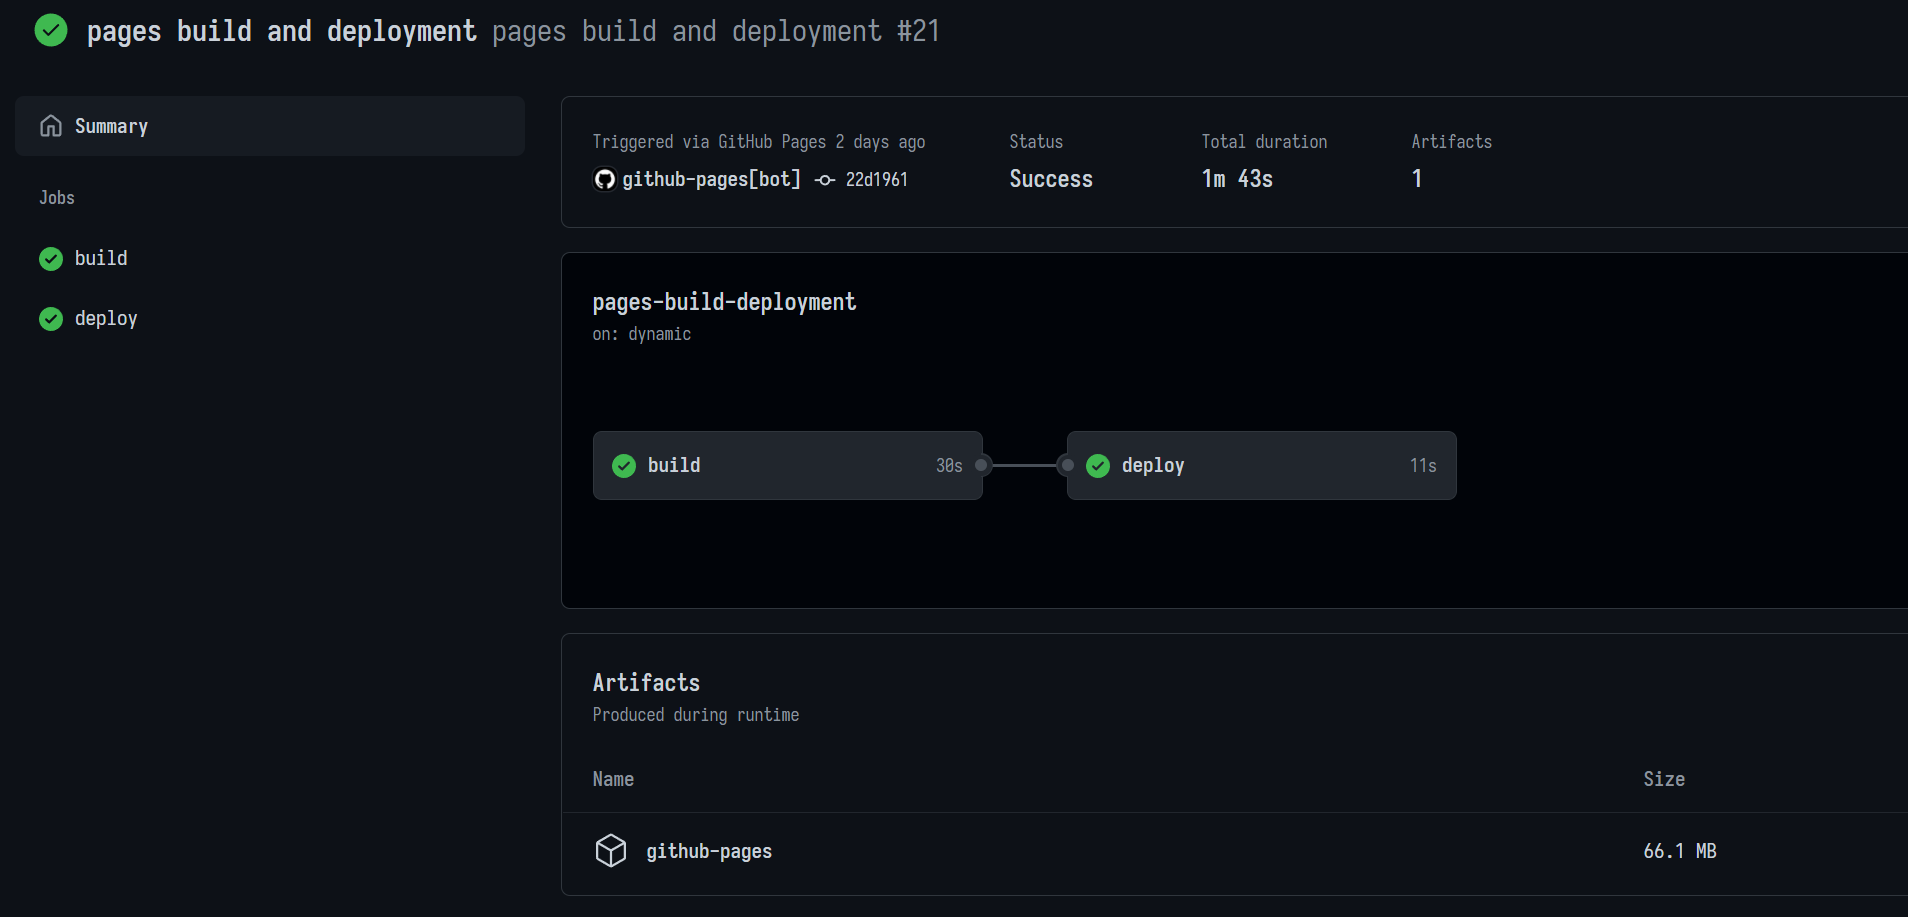 pages build and deployment pages build and deployment #21
Summary
Jobs
build
deploy
Triggered via GitHub Pages 2 days ago
github-pages[bot] 22d1961
Status
Success
Total duration
1m 43s
Artifacts
1
pages-build-deployment
on: dynamic
build 30s
deploy 11s
Artifacts
Produced during runtime
Name Size
github-pages 66.1 MB